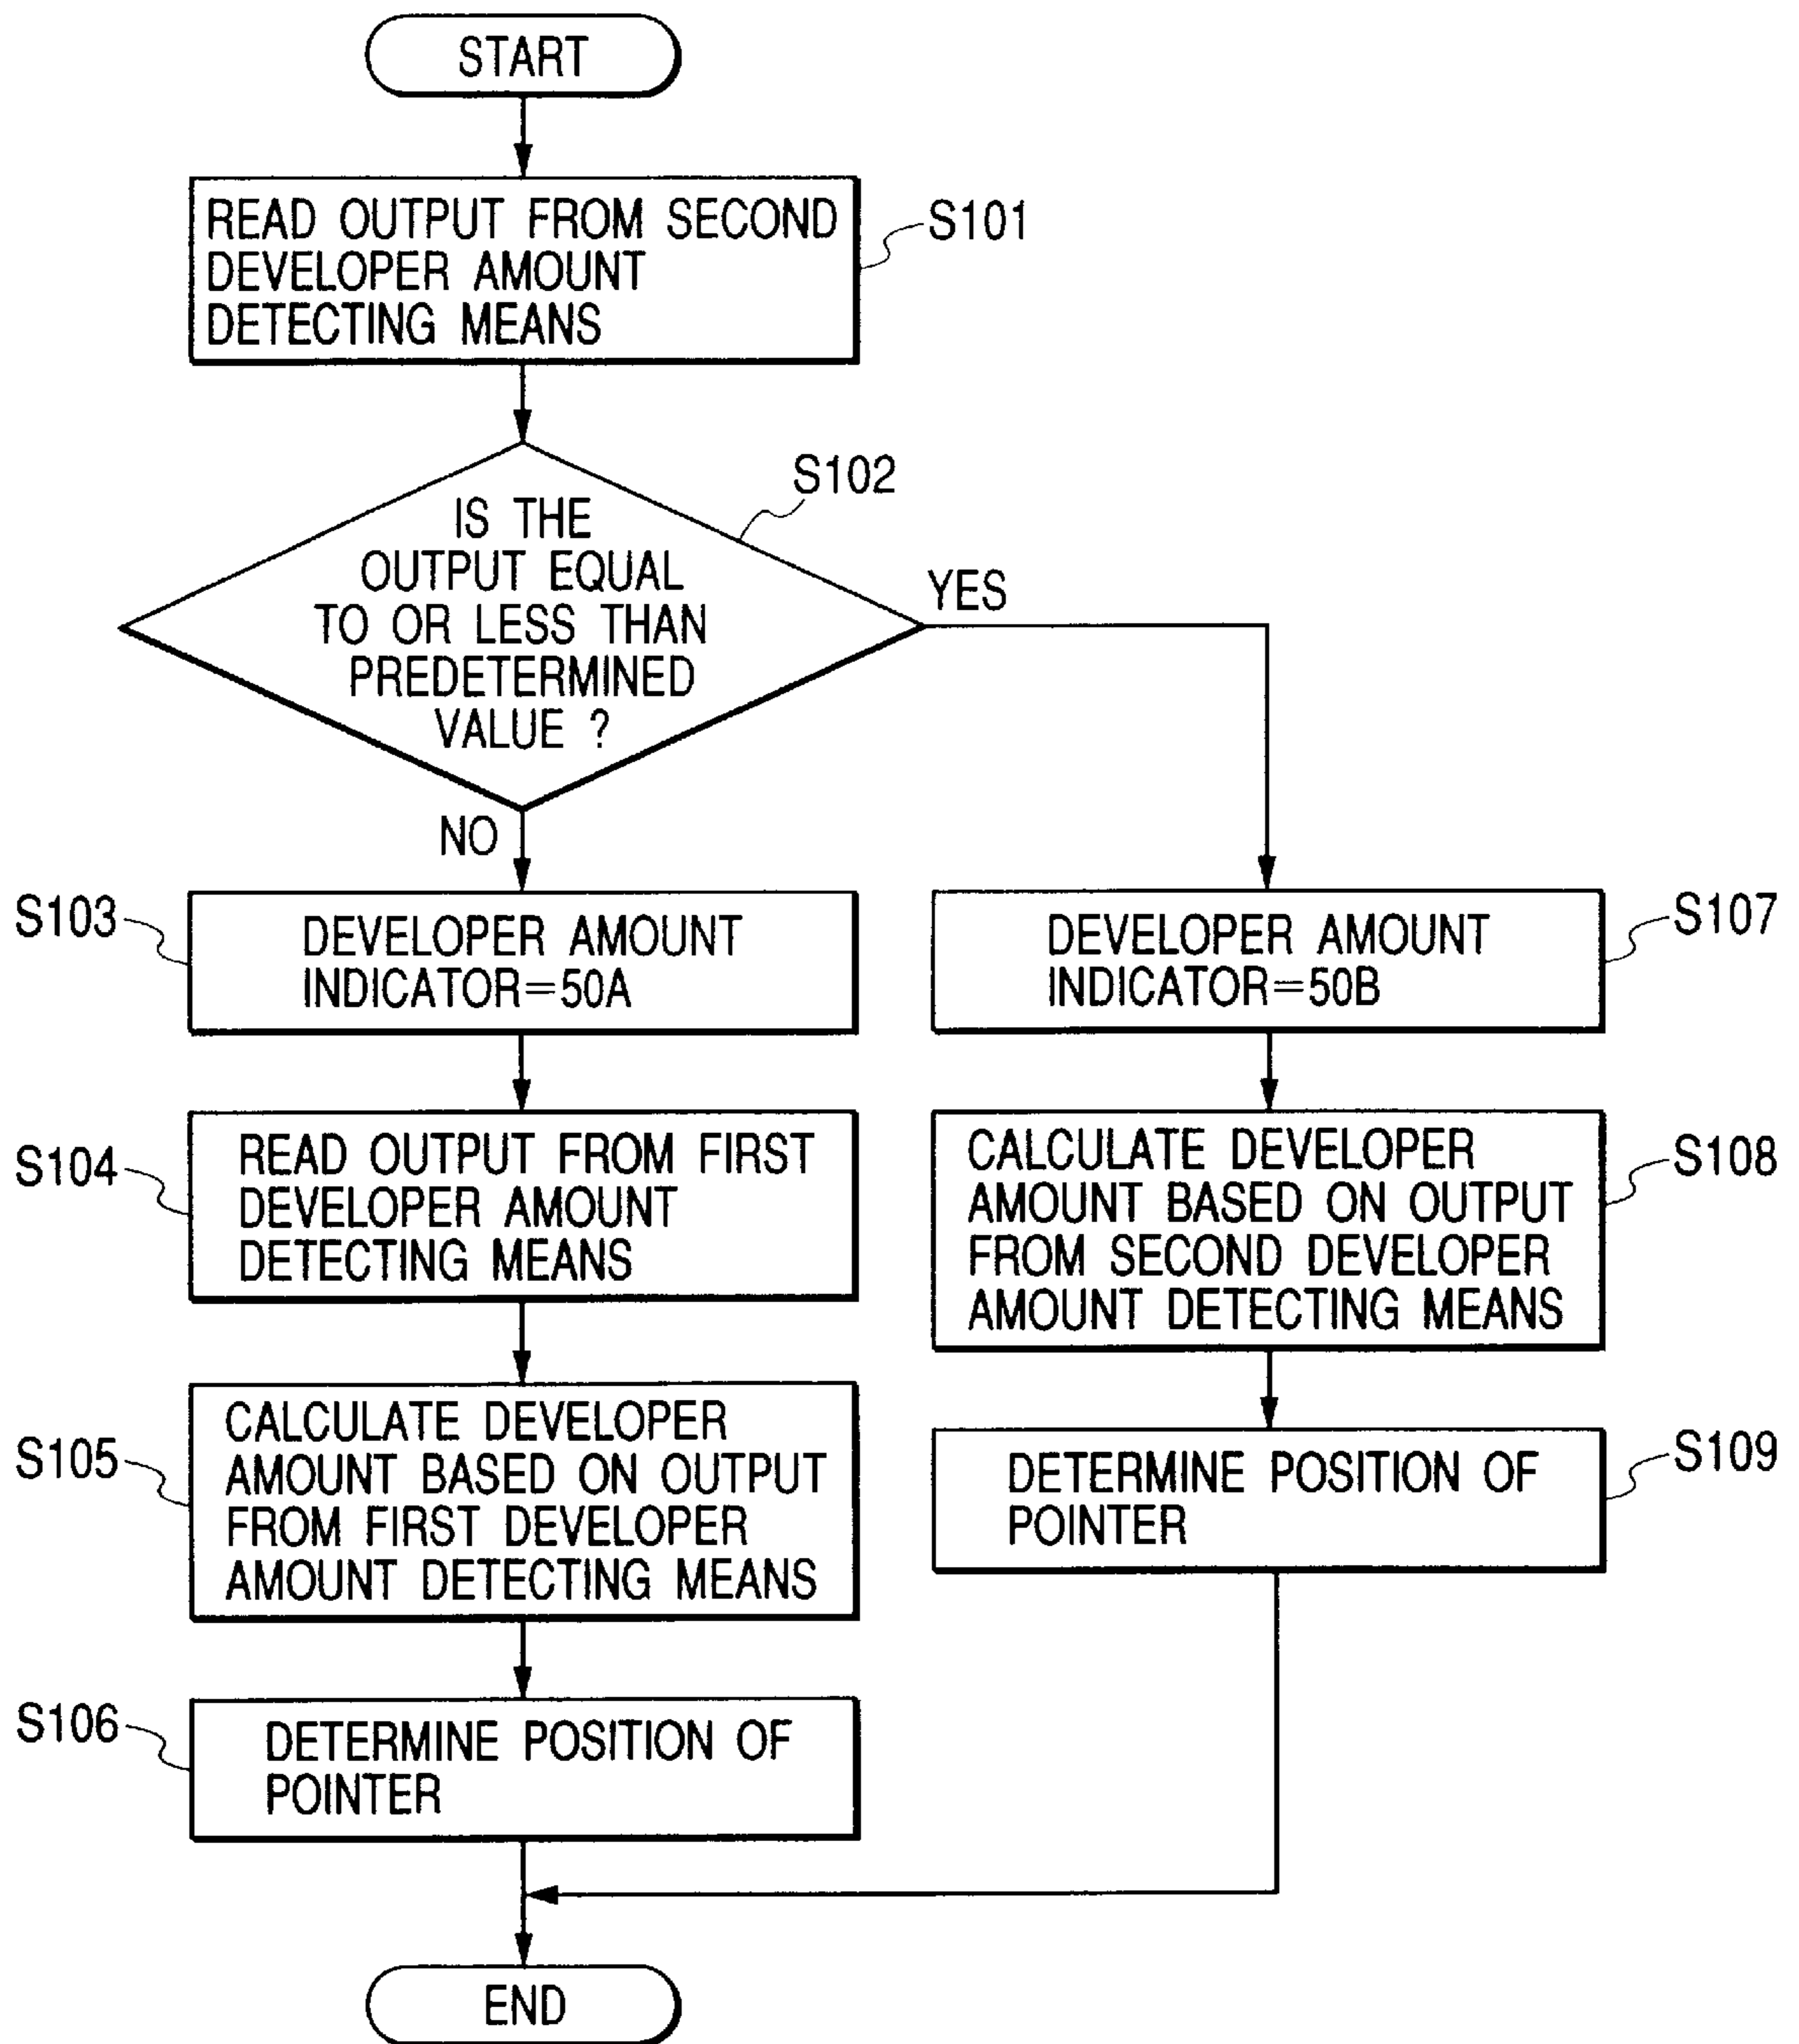 START
READ OUTPUT FROM SECOND
DEVELOPER AMOUNT
DETECTING MEANS
S101
IS THE
OUTPUT EQUAL
TO OR LESS THAN
PREDETERMINED
VALUE ?
S102
YES
NO
S103
DEVELOPER AMOUNT
INDICATOR=50A
S104
READ OUTPUT FROM FIRST
DEVELOPER AMOUNT
DETECTING MEANS
S105
CALCULATE DEVELOPER
AMOUNT BASED ON OUTPUT
FROM FIRST DEVELOPER
AMOUNT DETECTING MEANS
S106
DETERMINE POSITION OF
POINTER
DEVELOPER AMOUNT
INDICATOR=50B
S107
CALCULATE DEVELOPER
AMOUNT BASED ON OUTPUT
FROM SECOND DEVELOPER
AMOUNT DETECTING MEANS
S108
DETERMINE POSITION OF
POINTER
S109
END